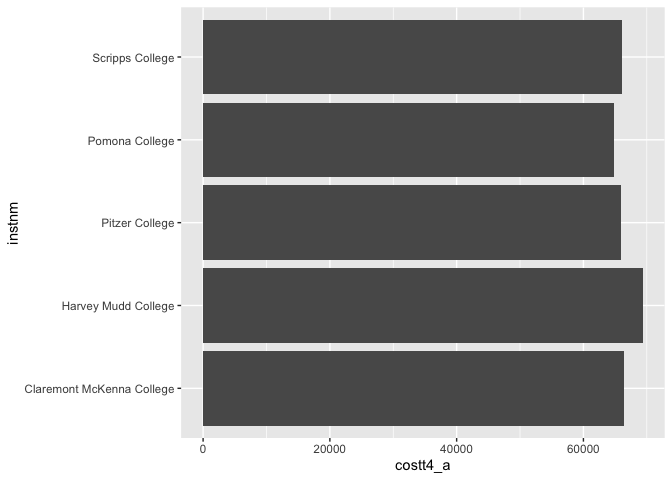 Scripps College
Pomona College
Pitzer College
Harvey Mudd College
Claremont McKenna College
instnm
0 20000 40000 60000
costt4_a